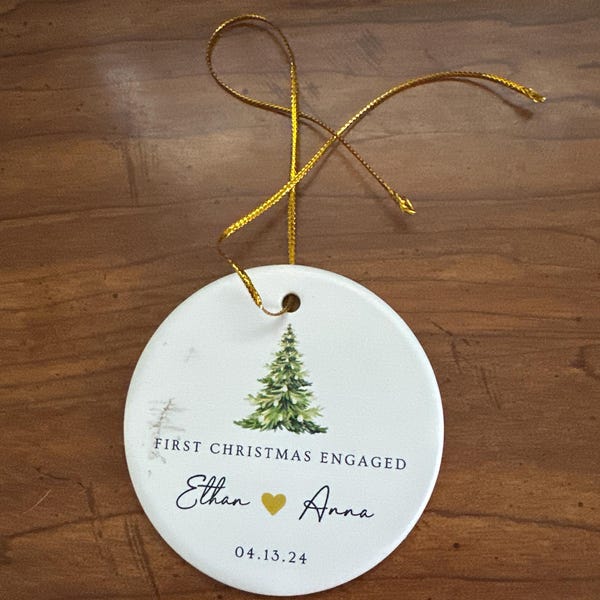 FIRST CHRISTMAS ENGAGED
Ethan Anna
04.13.24